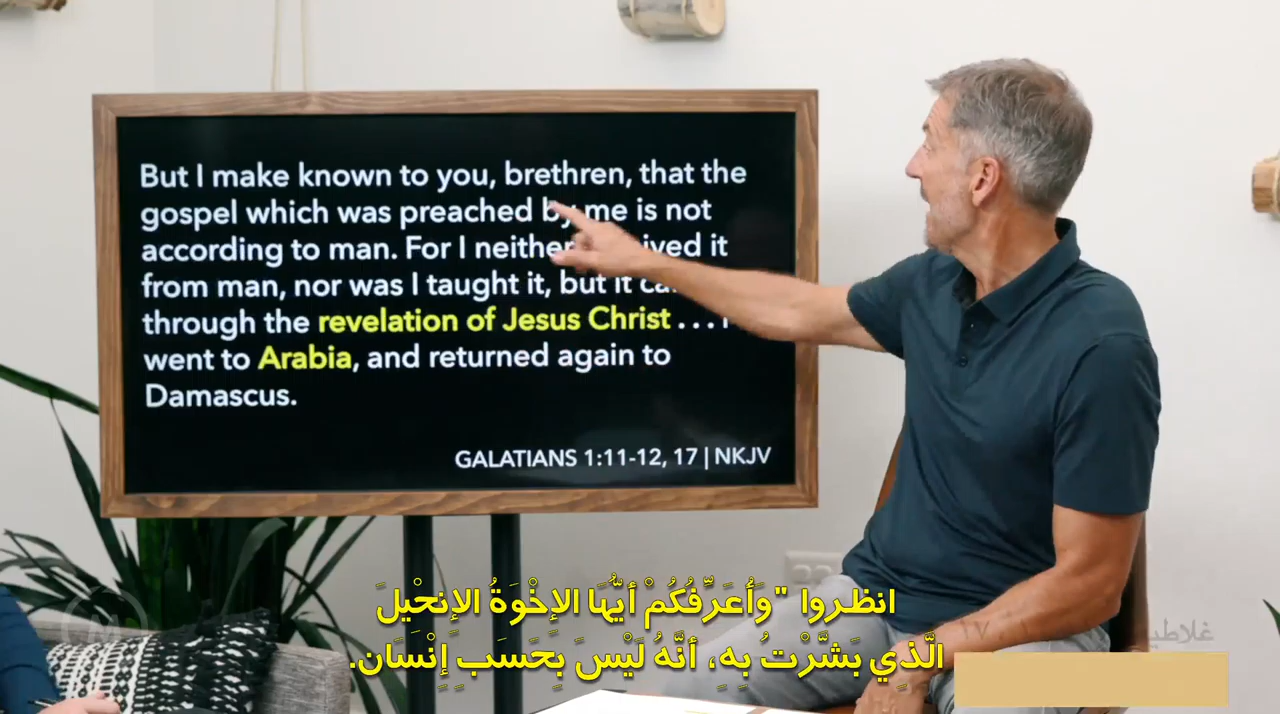 But I make known to you, brethren, that the
gospel which was preached by me is not
according to man. For I neither it
from man, nor was I taught it, but it
through the revelation of Jesus Christ . . .
went to Arabia, and returned again to
Damascus.
GALATIANS 1:11-12, 17 | NKJV
انظروا "وَأُعَرِّفُكُمْ أَيُّهَا الإِخْوَةُ الإِنْجِيلَ
الَّذِي بَشَّرْتُ بِهِ، أَنَّهُ لَيْسَ بِحَسَبِ إِنْسَان.